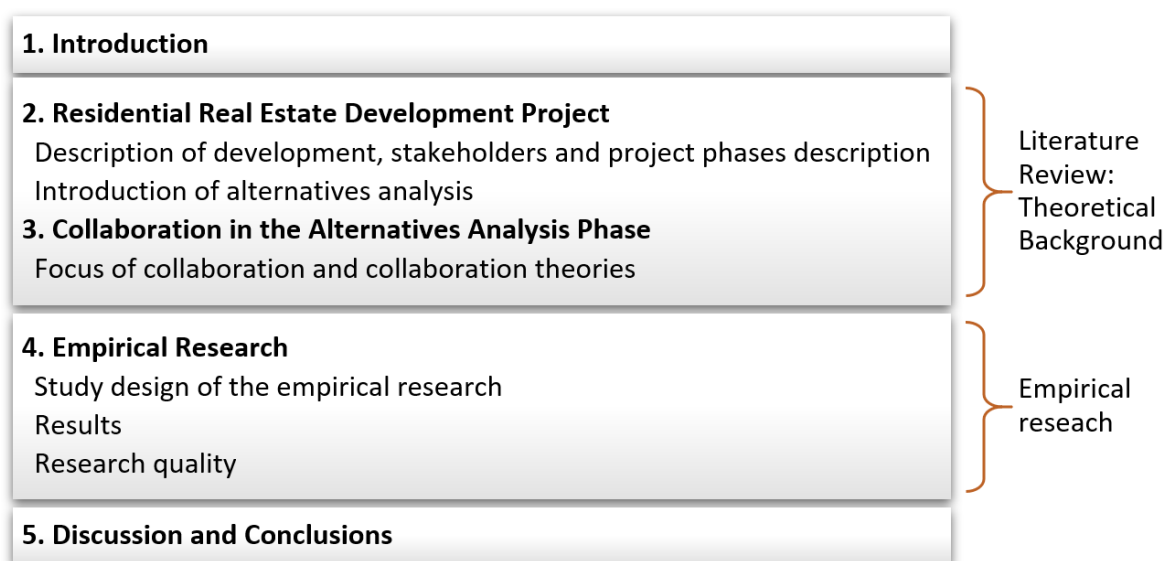 1. Introduction
2. Residential Real Estate Development Project
Description of development, stakeholders and project phases description
Introduction of alternatives analysis
3. Collaboration in the Alternatives Analysis Phase
Focus of collaboration and collaboration theories
Literature
Review:
Theoretical
Background
4. Empirical Research
Study design of the empirical research
Results
Research quality
Empirical
reseach
5. Discussion and Conclusions